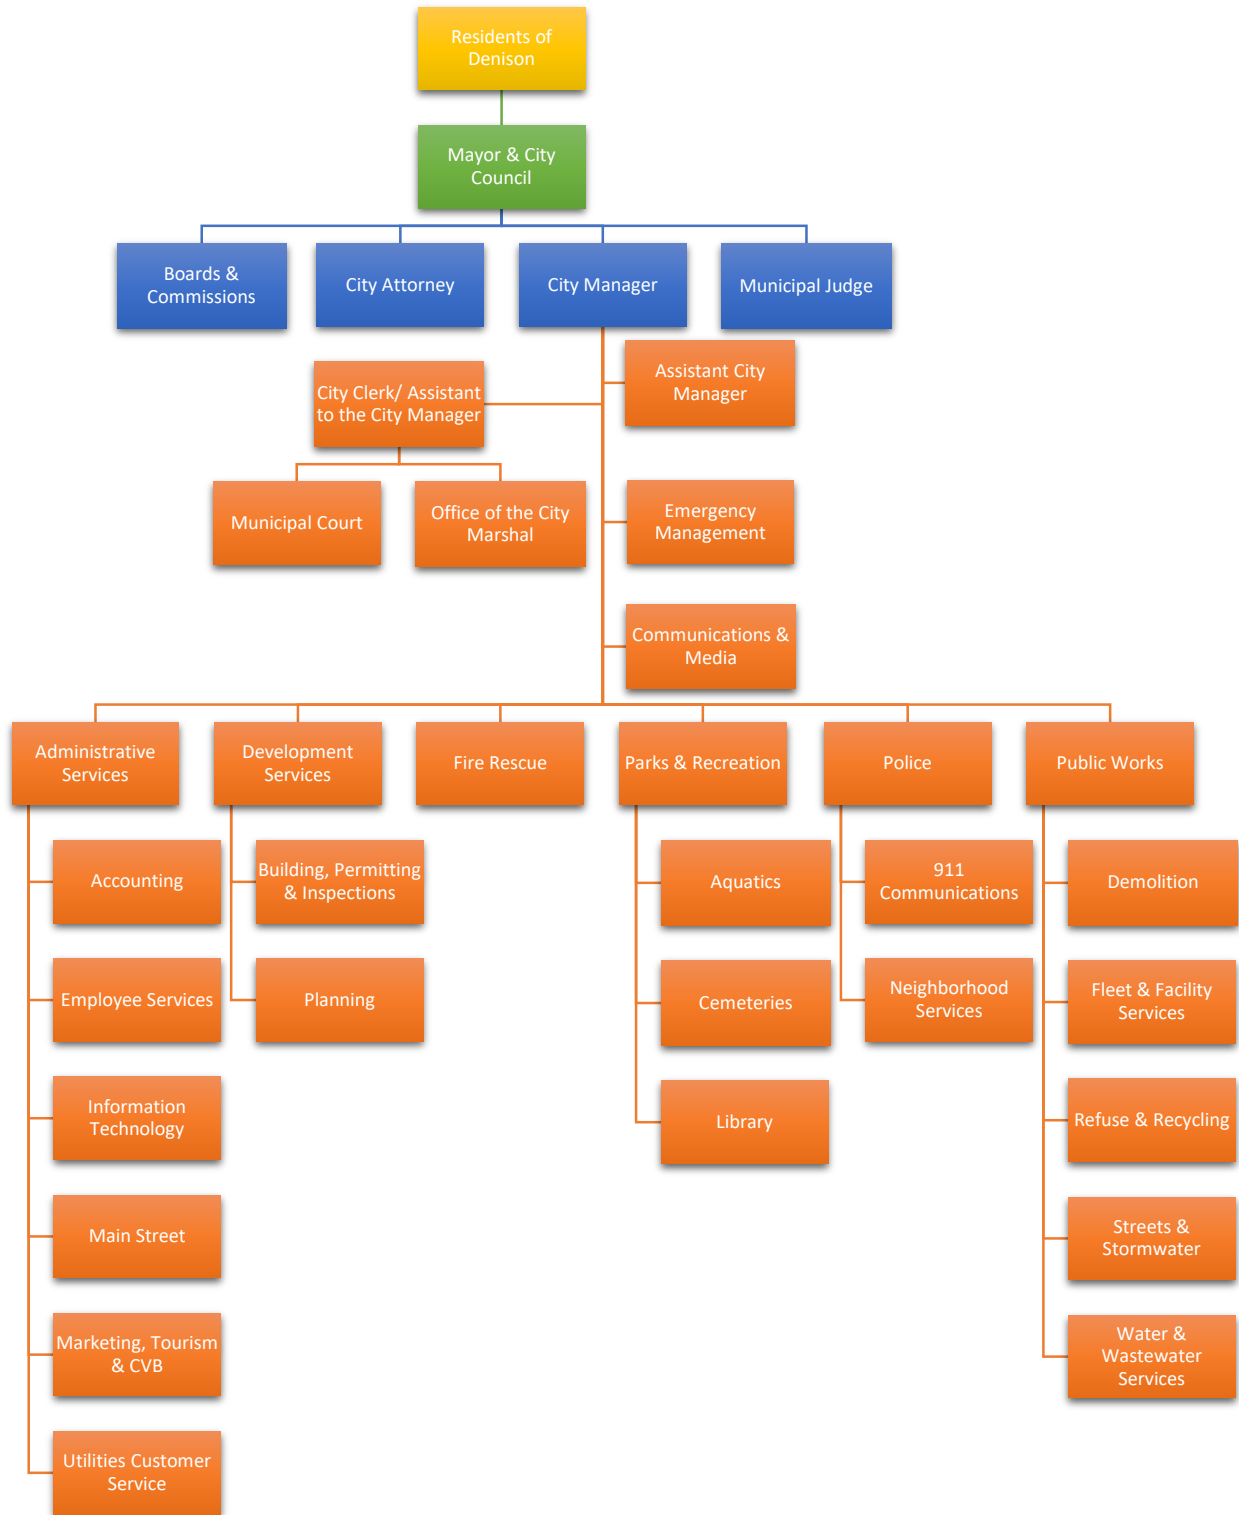 Residents of
Denison
Mayor & City
Council
Boards &
Commissions
City Attorney
City Manager
Municipal Judge
City Clerk/ Assistant
to the City Manager
Assistant City
Manager
Municipal Court
Office of the City
Marshal
Emergency
Management
Communications &
Media
Administrative
Services
Development
Services
Fire Rescue
Parks & Recreation
Police
Public Works
Accounting
Employee Services
Information
Technology
Main Street
Marketing, Tourism
& CVB
Utilities Customer
Service
Building, Permitting
& Inspections
Planning
Aquatics
Cemeteries
Library
911
Communications
Neighborhood
Services
Demolition
Fleet & Facility
Services
Refuse & Recycling
Streets &
Stormwater
Water &
Wastewater
Services